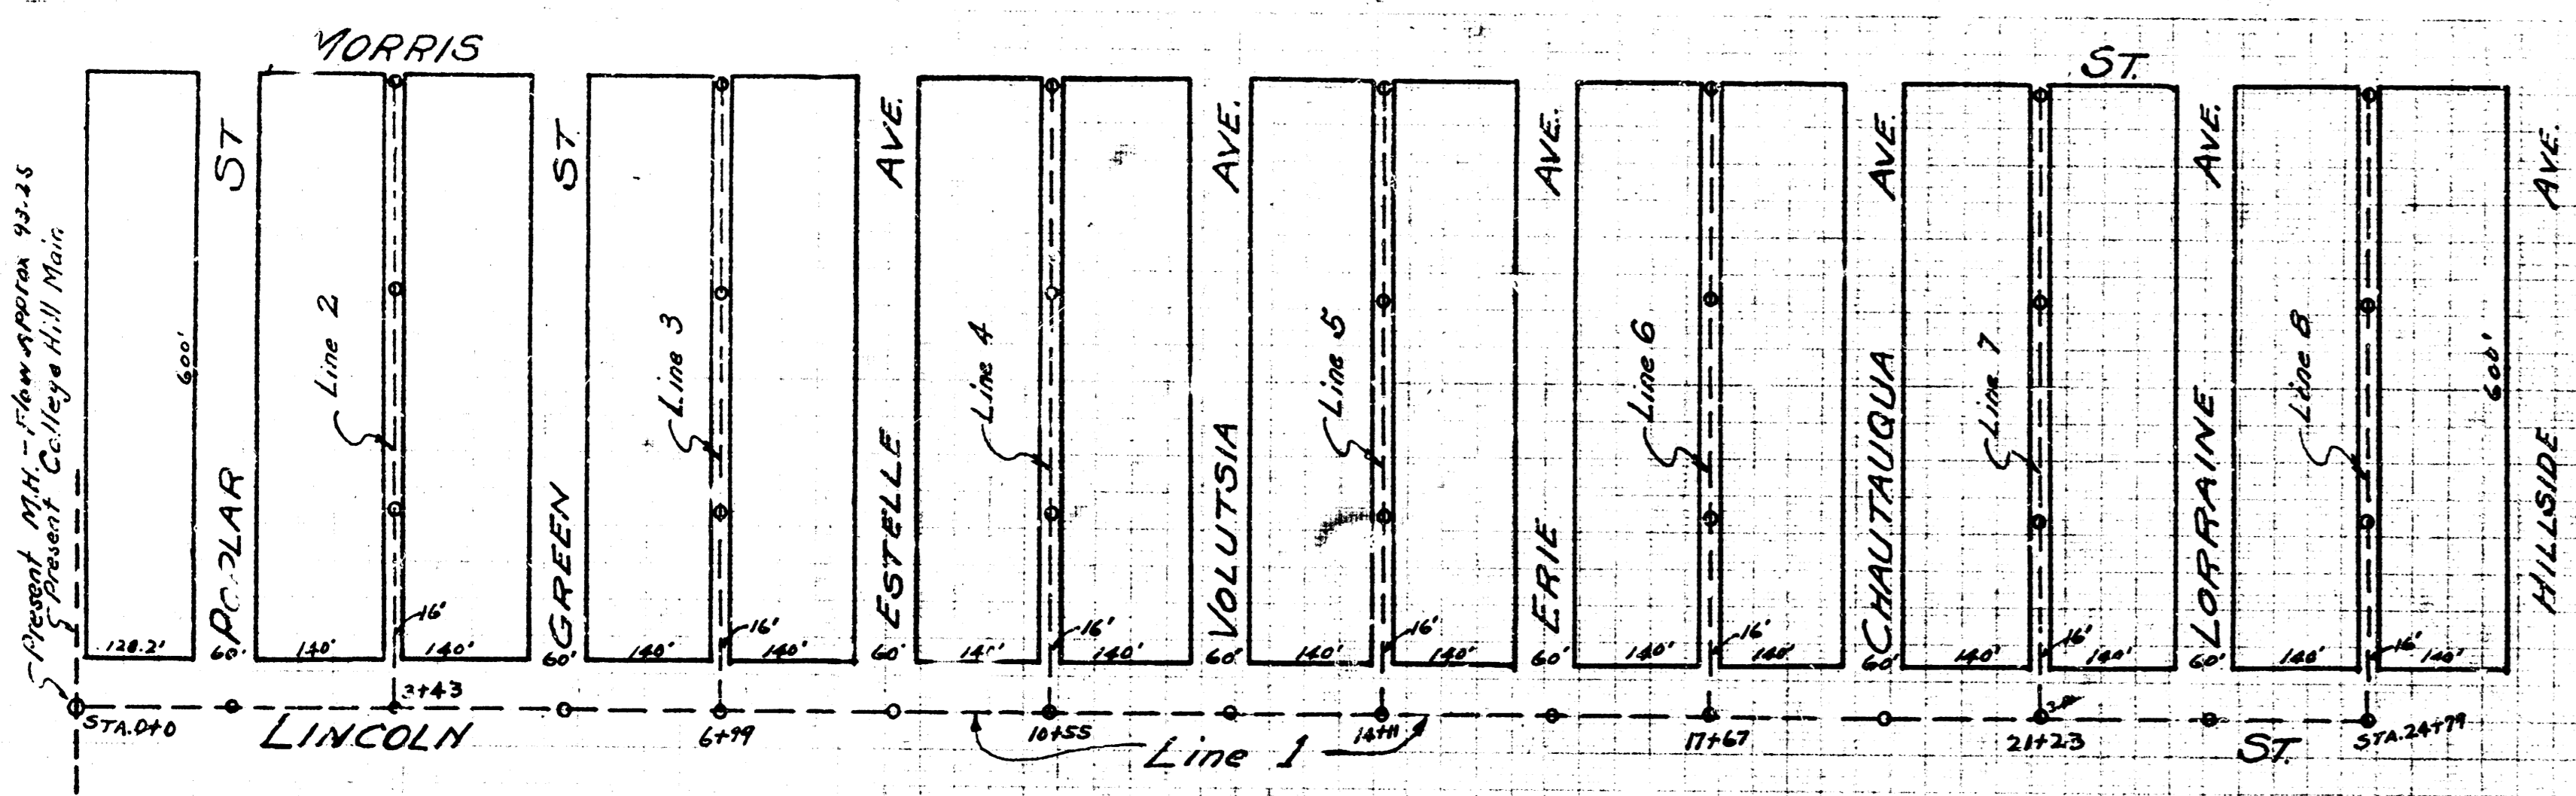 MORRIS ST.
Present M.H. - Flow approx 93.25
Present College Hill Main
600'
POPLAR ST
Line 2
GREEN ST
Line 3
ESTELLE AVE.
Line 4
VOLUTSIA AVE.
Line 5
ERIE AVE.
Line 6
CHAUTAUQUA AVE.
Line 7
LORRAINE AVE.
Line 8
600'
HILLSIDE AVE.
16' 16' 16' 16' 16' 16' 16'
128.2' 60' 140' 140' 60' 140' 140' 60' 140' 140' 60' 140' 140' 60' 140' 140' 60' 140' 140' 60' 140' 140'
STA. 0+0 3+43 6+99 10+55 14+11 17+67 21+23 STA. 24+79
LINCOLN ST.
Line 1